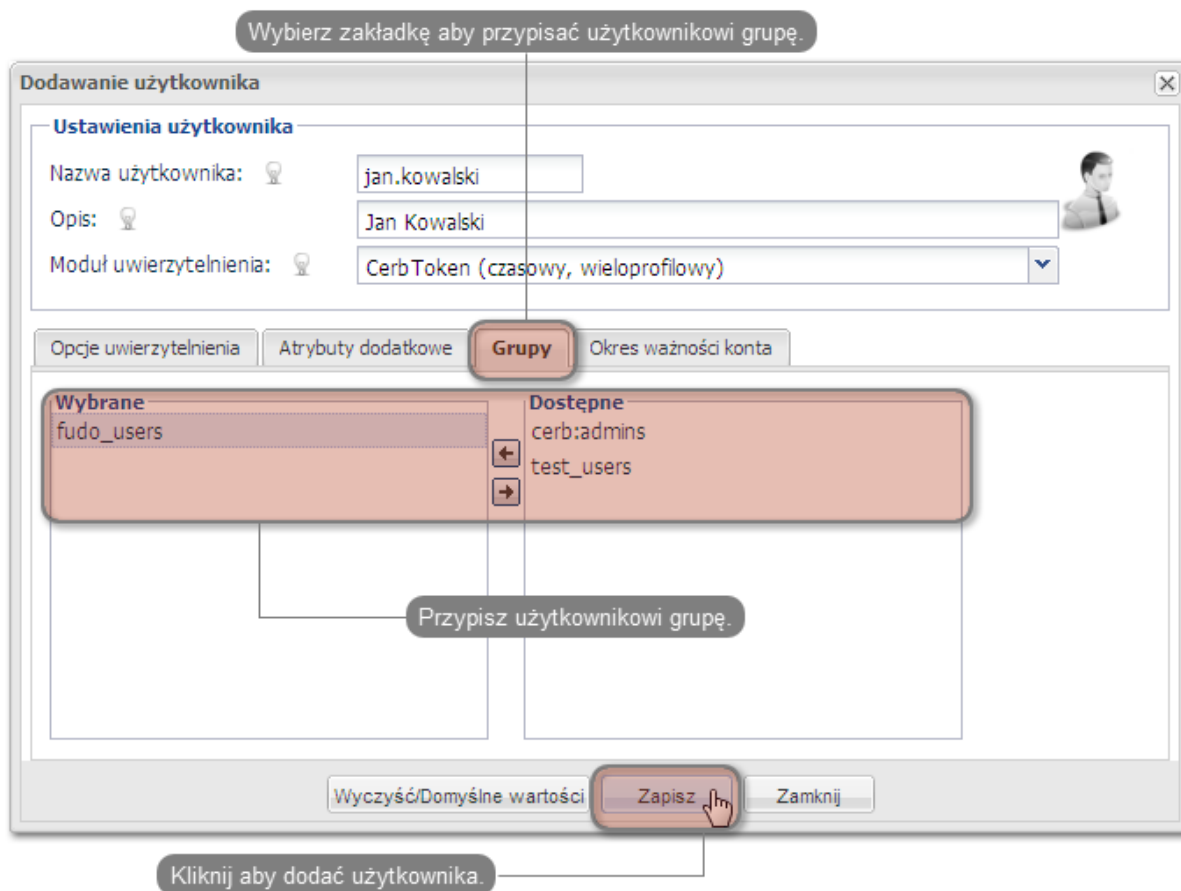 Wybierz zakładkę aby przypisać użytkownikowi grupę.
Dodawanie użytkownika
Ustawienia użytkownika
Nazwa użytkownika: jan.kowalski
Opis: Jan Kowalski
Moduł uwierzytelnienia: CerbToken (czasowy, wieloprofilowy)
Opcje uwierzytelnienia Atrybuty dodatkowe Grupy Okres ważności konta
Wybrane Dostępne
fudo_users cerb:admins
test_users
Przypisz użytkownikowi grupę.
Wyczyść/Domyślne wartości Zapisz Zamknij
Kliknij aby dodać użytkownika.